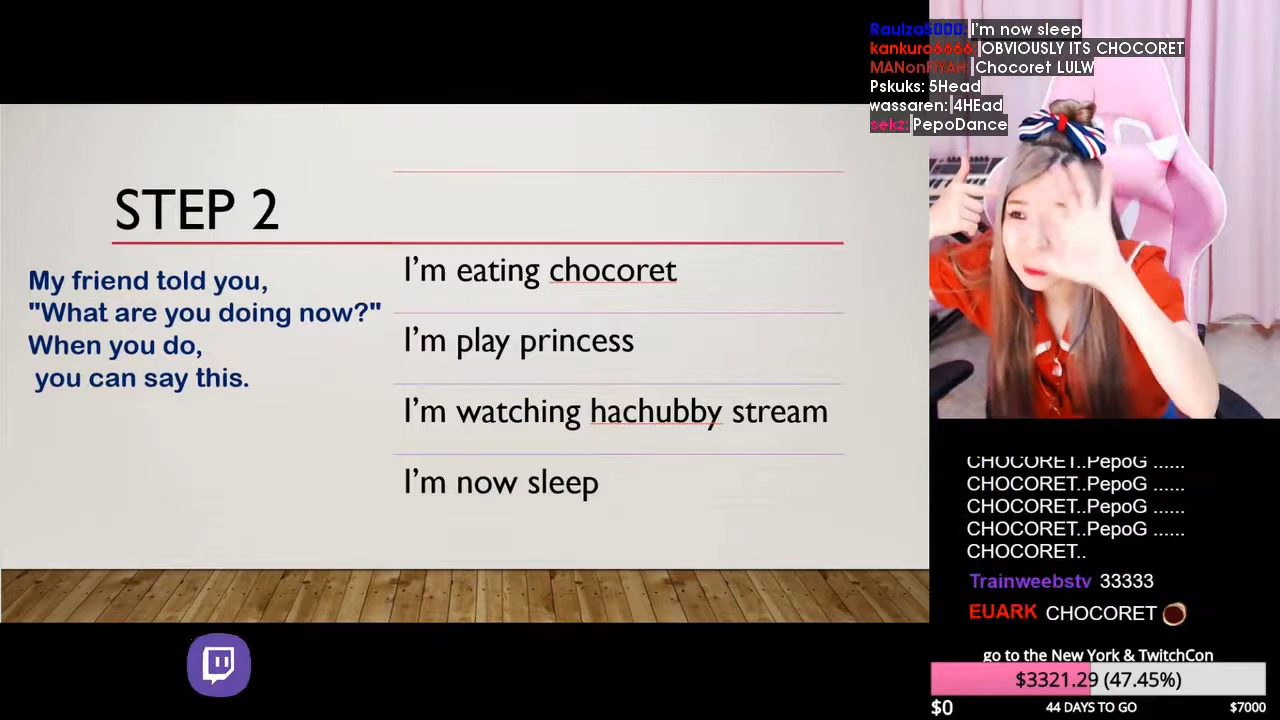 STEP 2
My friend told you,
"What are you doing now?"
When you do,
you can say this.
I'm eating chocoret
I'm play princess
I'm watching hachubby stream
I'm now sleep
Raulza5000: I'm now sleep
kankuro6666: OBVIOUSLY ITS CHOCORET
MANonFIYAH: Chocoret LULW
Pskuks: 5Head
wassaren: 4HEad
sekz: PepoDance
CHOCORET..PepoG ......
CHOCORET..PepoG ......
CHOCORET..PepoG ......
CHOCORET..PepoG ......
CHOCORET..
Trainweebstv 33333
EUARK CHOCORET
go to the New York & TwitchCon
$3321.29 (47.45%)
$0 44 DAYS TO GO $7000